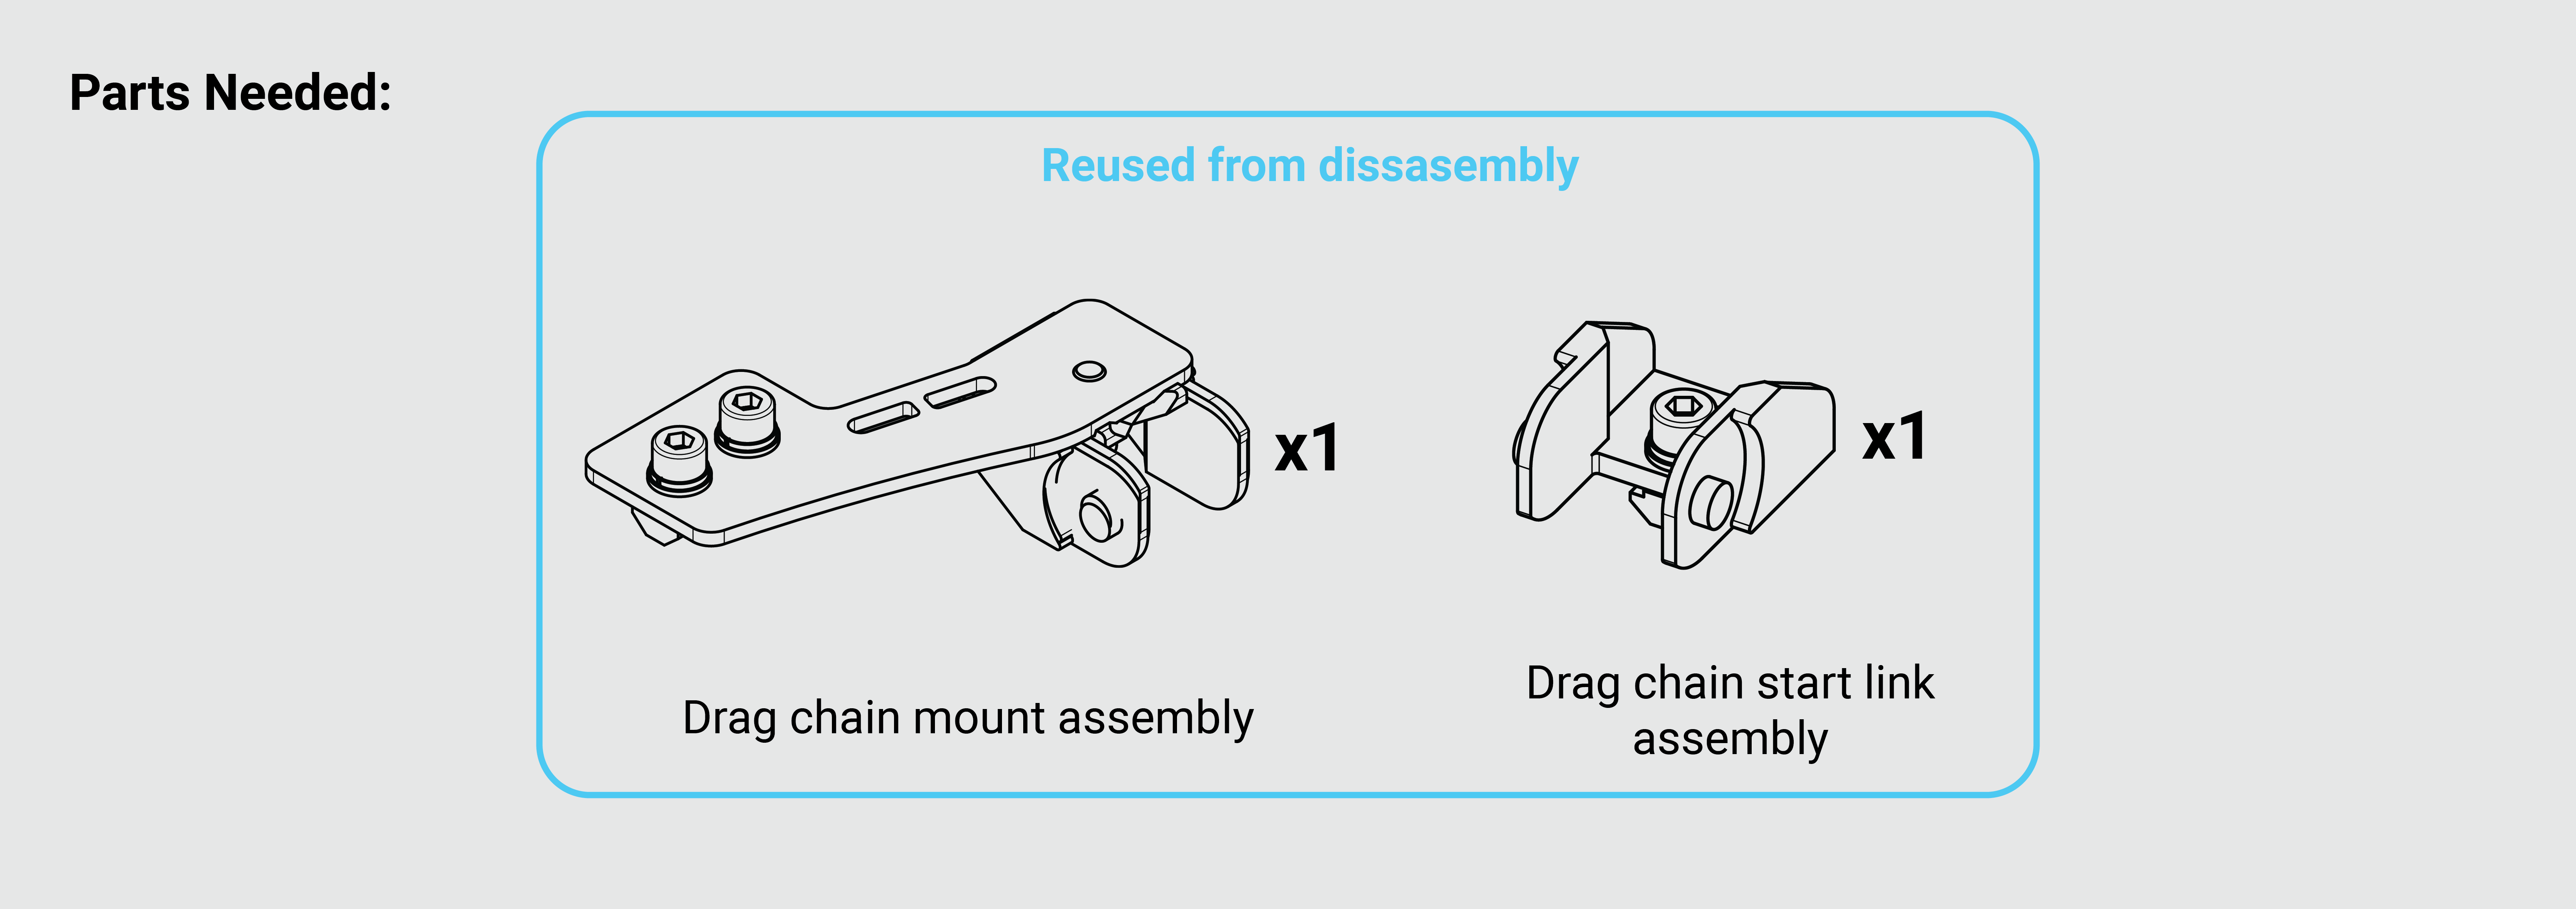 Parts Needed:
Reused from dissasembly
x1
x1
Drag chain mount assembly
Drag chain start link
assembly